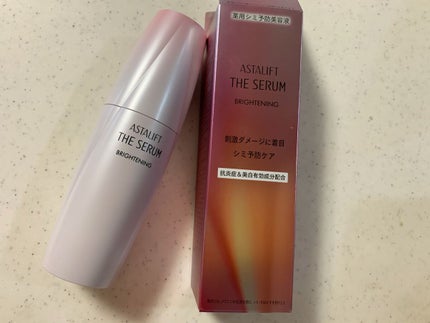 ASTALIFT
THE SERUM
BRIGHTENING
薬用シミ予防美容液
ASTALIFT
THE SERUM
BRIGHTENING
刺激ダメージに着目
シミ予防ケア
抗炎症&美白有効成分配合